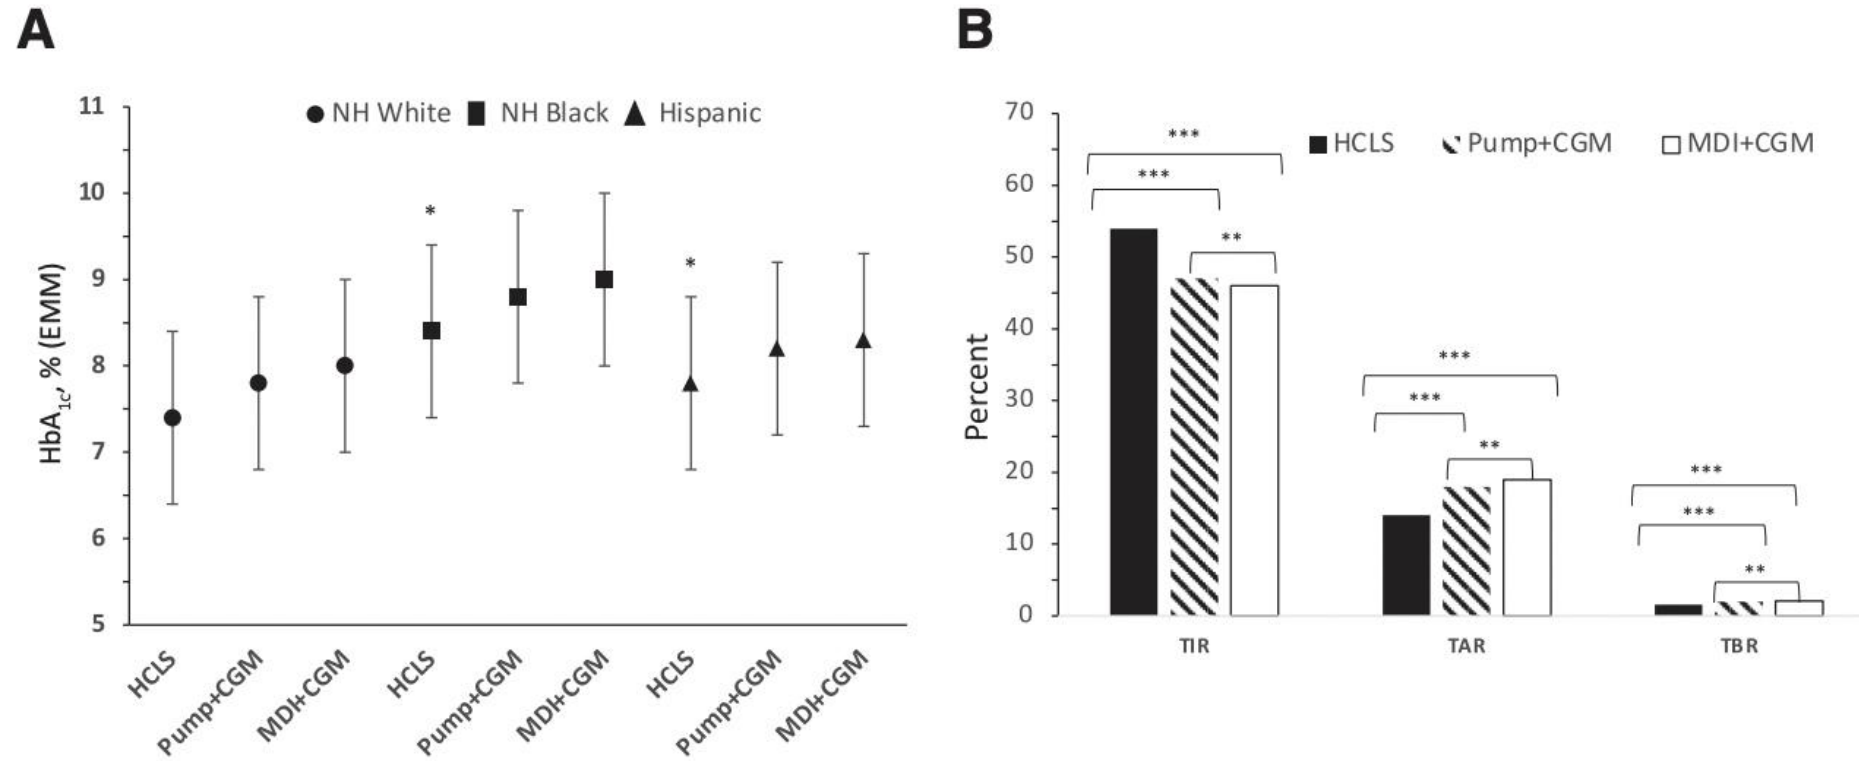 A
NH White NH Black Hispanic
11
10
9
8
7
6
5
HbA1c, % (EMM)
*
*
HCLS
Pump+CGM
MDI+CGM
HCLS
Pump+CGM
MDI+CGM
HCLS
Pump+CGM
MDI+CGM
B
HCLS Pump+CGM MDI+CGM
70
60
50
40
30
20
10
0
Percent
***
***
**
***
***
**
***
***
**
TIR TAR TBR